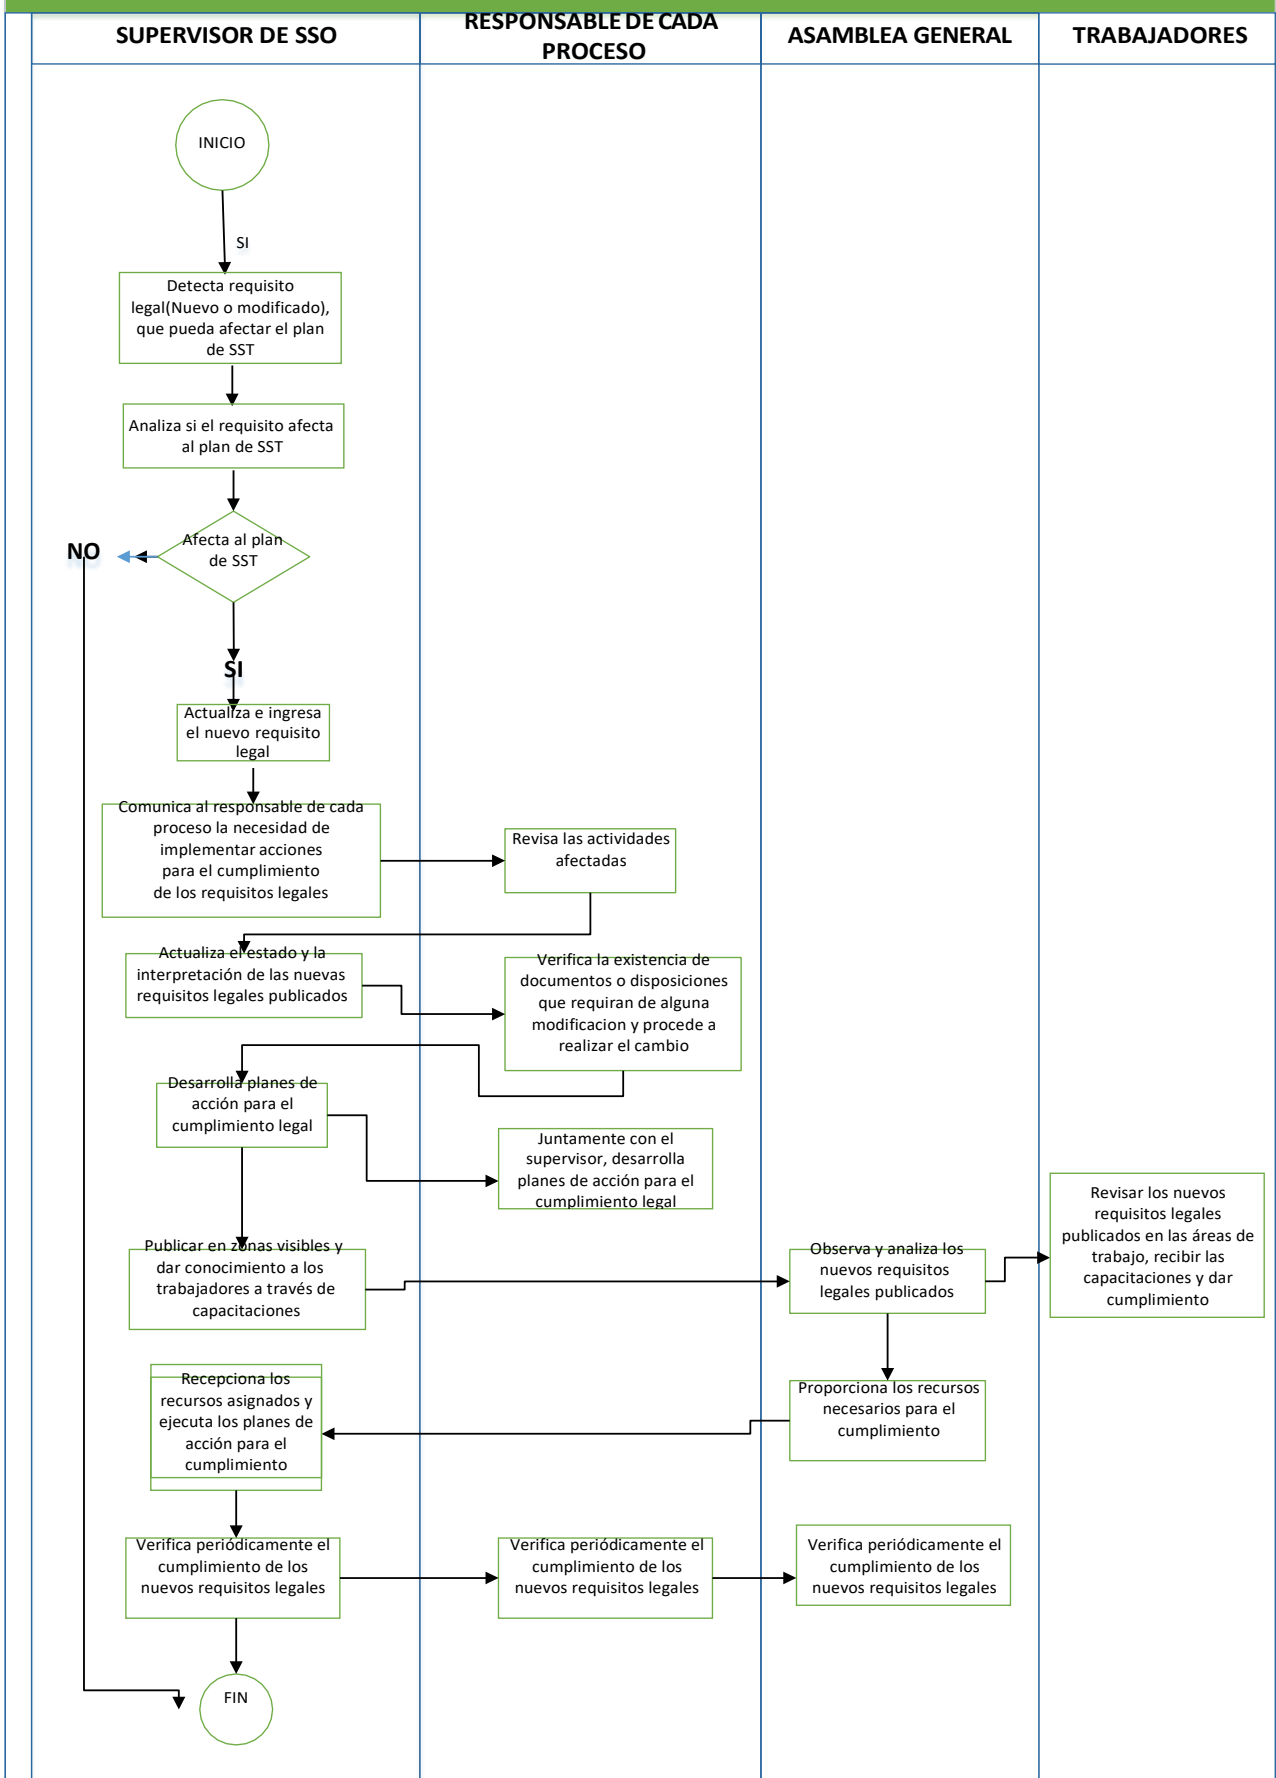 SUPERVISOR DE SSO
RESPONSABLE DE CADA
PROCESO
ASAMBLEA GENERAL
TRABAJADORES
INICIO
SI
Detecta requisito
legal(Nuevo o modificado),
que pueda afectar el plan
de SST
Analiza si el requisito afecta
al plan de SST
Afecta al plan
de SST
NO
SI
Actualiza e ingresa
el nuevo requisito
legal
Comunica al responsable de cada
proceso la necesidad de
implementar acciones
para el cumplimiento
de los requisitos legales
Revisa las actividades
afectadas
Actualiza el estado y la
interpretación de las nuevas
requisitos legales publicados
Verifica la existencia de
documentos o disposiciones
que requiran de alguna
modificacion y procede a
realizar el cambio
Desarrolla planes de
acción para el
cumplimiento legal
Juntamente con el
supervisor, desarrolla
planes de acción para el
cumplimiento legal
Revisar los nuevos
requisitos legales
publicados en las áreas de
trabajo, recibir las
capacitaciones y dar
cumplimiento
Publicar en zonas visibles y
dar conocimiento a los
trabajadores a través de
capacitaciones
Observa y analiza los
nuevos requisitos
legales publicados
Recepciona los
recursos asignados y
ejecuta los planes de
acción para el
cumplimiento
Proporciona los recursos
necesarios para el
cumplimiento
Verifica periódicamente el
cumplimiento de los
nuevos requisitos legales
Verifica periódicamente el
cumplimiento de los
nuevos requisitos legales
Verifica periódicamente el
cumplimiento de los
nuevos requisitos legales
FIN